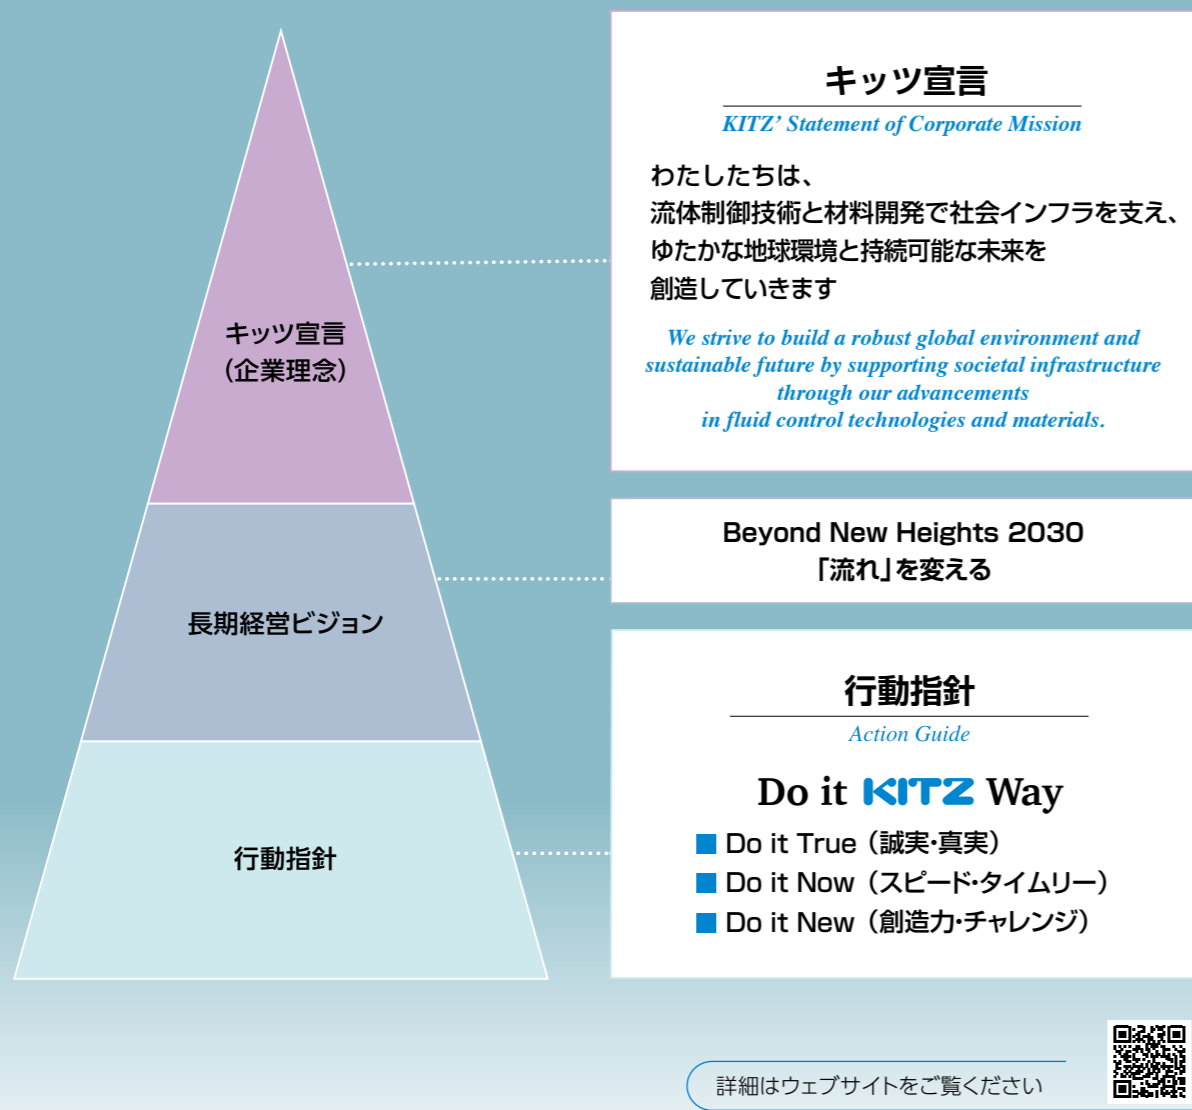 キッツ宣言
(企業理念)
長期経営ビジョン
行動指針
キッツ宣言
KITZ’ Statement of Corporate Mission
わたしたちは、
流体制御技術と材料開発で社会インフラを支え、
ゆたかな地球環境と持続可能な未来を
創造していきます
We strive to build a robust global environment and
sustainable future by supporting societal infrastructure
through our advancements
in fluid control technologies and materials.
Beyond New Heights 2030
「流れ」を変える
行動指針
Action Guide
Do it KITZ Way
■ Do it True（誠実・真実）
■ Do it Now（スピード・タイムリー）
■ Do it New（創造力・チャレンジ）
詳細はウェブサイトをご覧ください